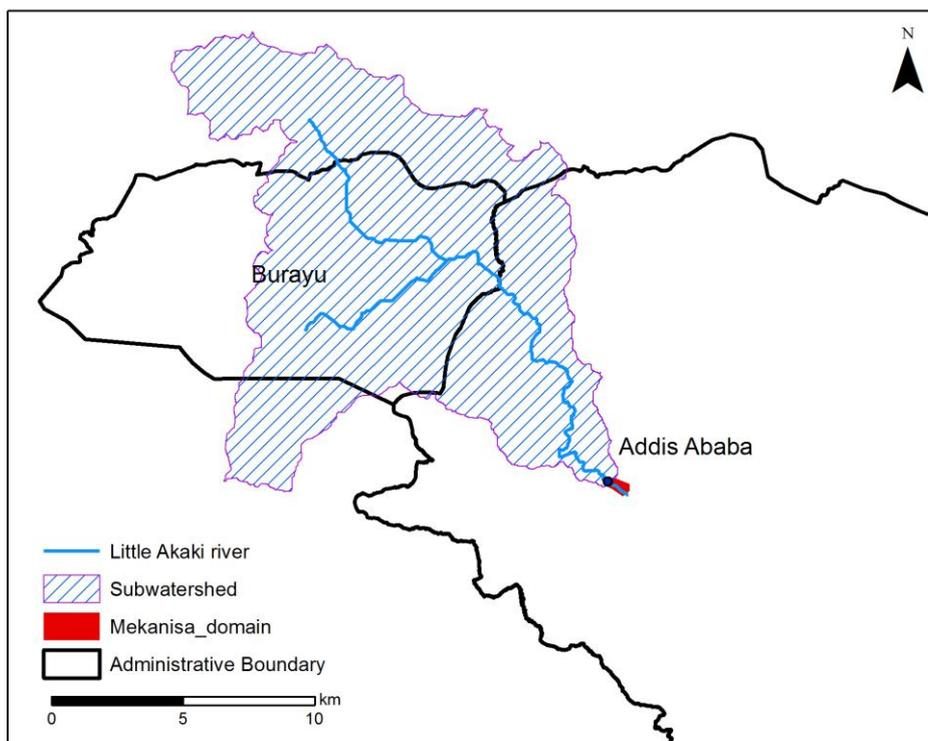 N
Burayu
Addis Ababa
Little Akaki river
Subwatershed
Mekanisa_domain
Administrative Boundary
km
0 5 10